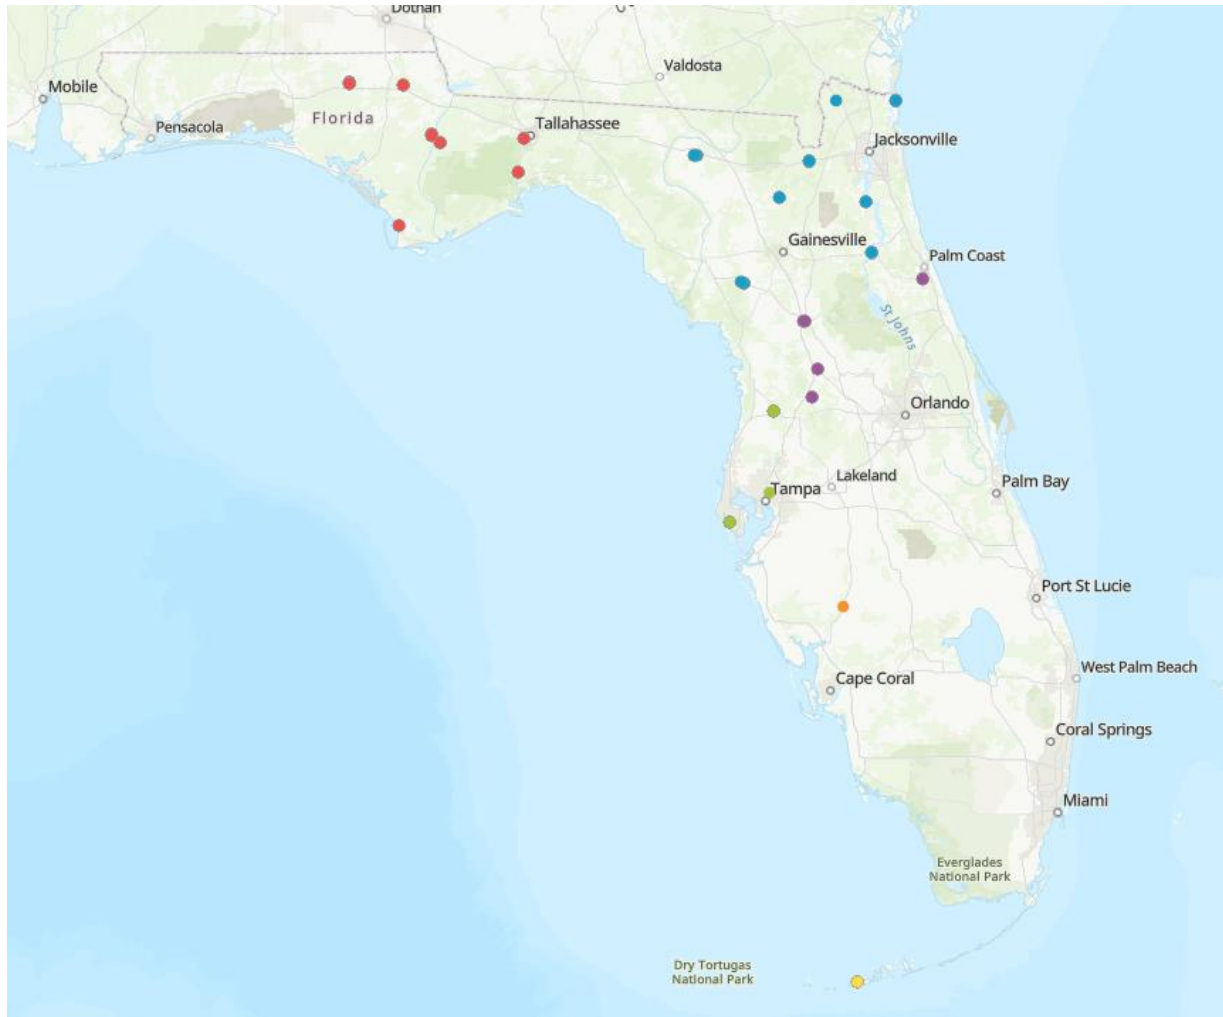 Dothan
Valdosta
Mobile
Florida
Pensacola
Tallahassee
Jacksonville
Gainesville
Palm Coast
St Johns
Orlando
Lakeland
Palm Bay
Tampa
Port St Lucie
West Palm Beach
Cape Coral
Coral Springs
Miami
Everglades
National Park
Dry Tortugas
National Park